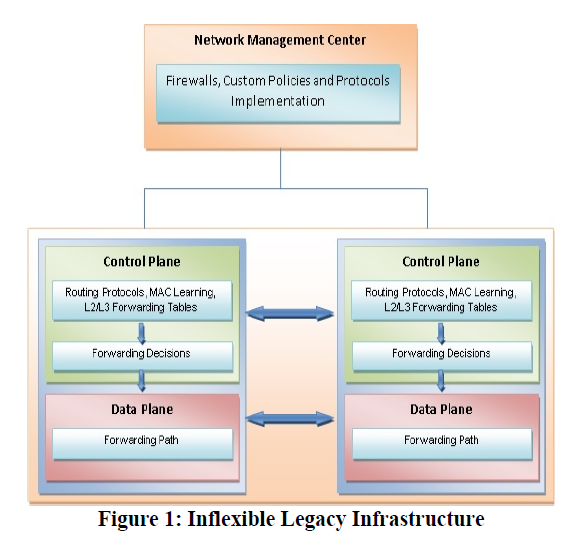 Network Management Center
Firewalls, Custom Policies and Protocols
Implementation
Control Plane
Routing Protocols, MAC Learning,
L2/L3 Forwarding Tables
Forwarding Decisions
Data Plane
Forwarding Path
Control Plane
Routing Protocols, MAC Learning,
L2/L3 Forwarding Tables
Forwarding Decisions
Data Plane
Forwarding Path
Figure 1: Inflexible Legacy Infrastructure